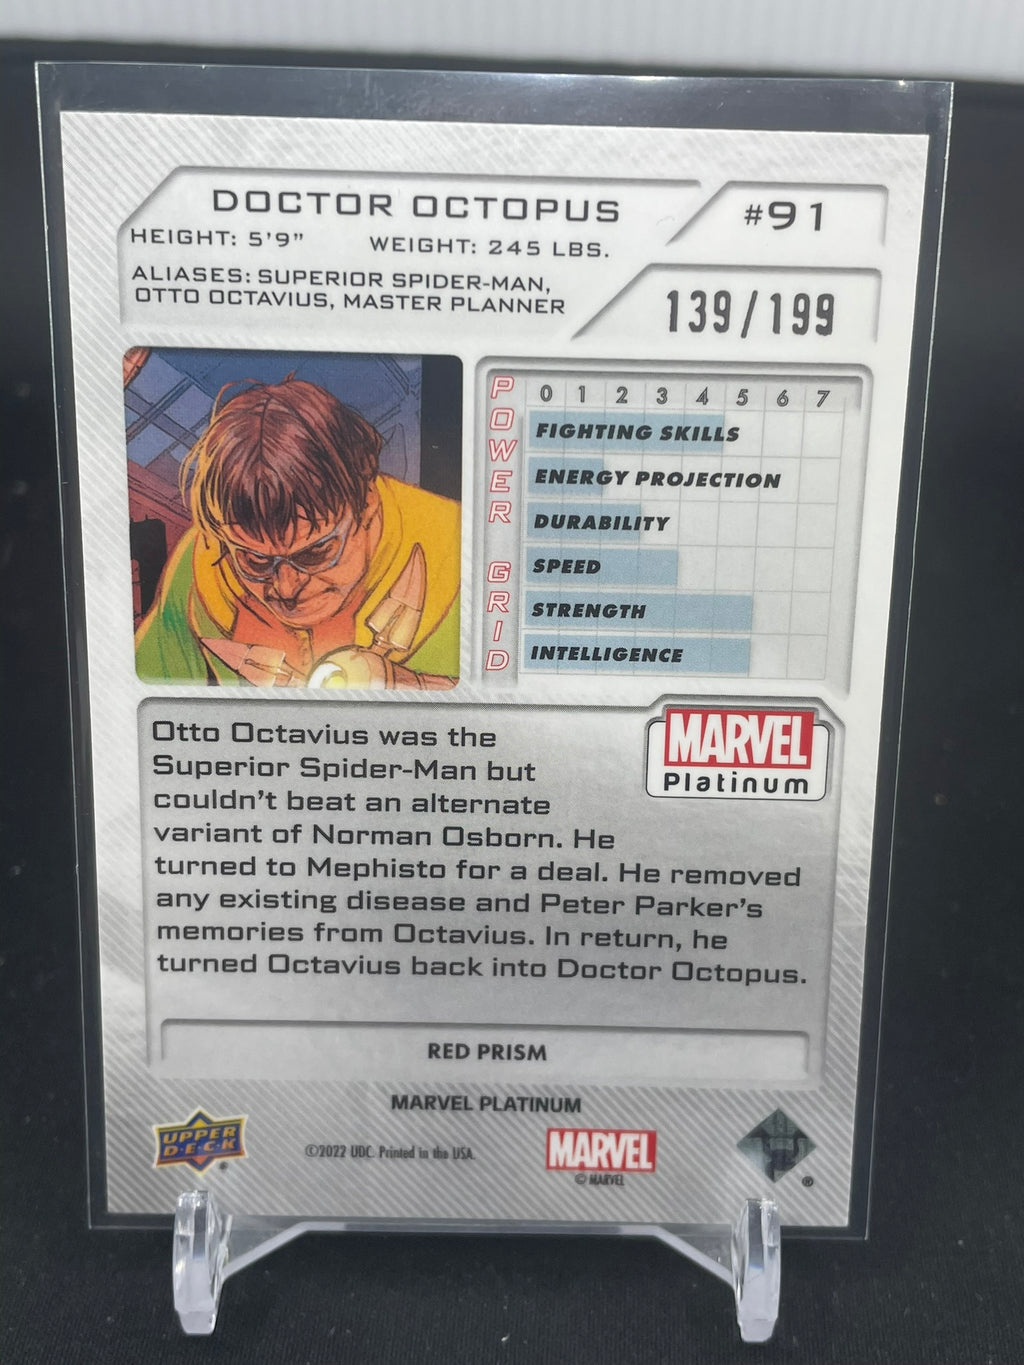 DOCTOR OCTOPUS
#91
HEIGHT: 5'9" WEIGHT: 245 LBS.
ALIASES: SUPERIOR SPIDER-MAN,
OTTO OCTAVIUS, MASTER PLANNER
139/199
POWER GRID
0 1 2 3 4 5 6 7
FIGHTING SKILLS
ENERGY PROJECTION
DURABILITY
SPEED
STRENGTH
INTELLIGENCE
MARVEL
Platinum
Otto Octavius was the
Superior Spider-Man but
couldn't beat an alternate
variant of Norman Osborn. He
turned to Mephisto for a deal. He removed
any existing disease and Peter Parker's
memories from Octavius. In return, he
turned Octavius back into Doctor Octopus.
RED PRISM
MARVEL PLATINUM
UPPER
D·E·C·K
®
©2022 UDC. Printed in the USA.
MARVEL
© MARVEL
®